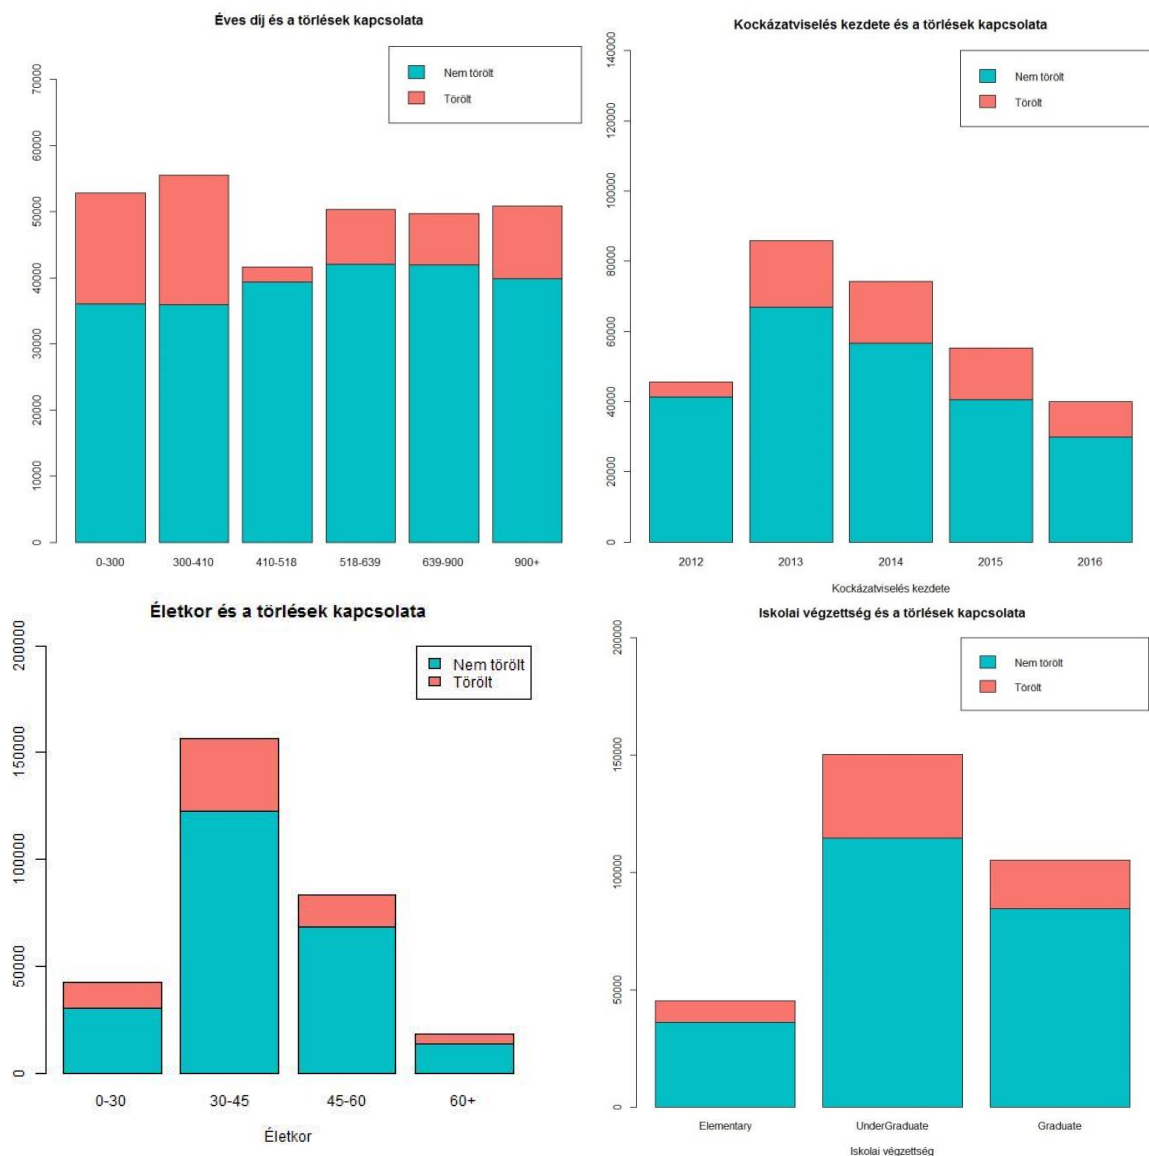 Éves díj és a törlések kapcsolata
Nem törölt
Törölt
70000
60000
50000
40000
30000
20000
10000
0
0-300 300-410 410-518 518-639 639-900 900+
Kockázatviselés kezdete és a törlések kapcsolata
Nem törölt
Törölt
140000
120000
100000
80000
60000
40000
20000
0
2012 2013 2014 2015 2016
Kockázatviselés kezdete
Életkor és a törlések kapcsolata
Nem törölt
Törölt
200000
150000
100000
50000
0
0-30 30-45 45-60 60+
Életkor
Iskolai végzettség és a törlések kapcsolata
Nem törölt
Törölt
200000
150000
100000
50000
0
Elementary UnderGraduate Graduate
Iskolai végzettség